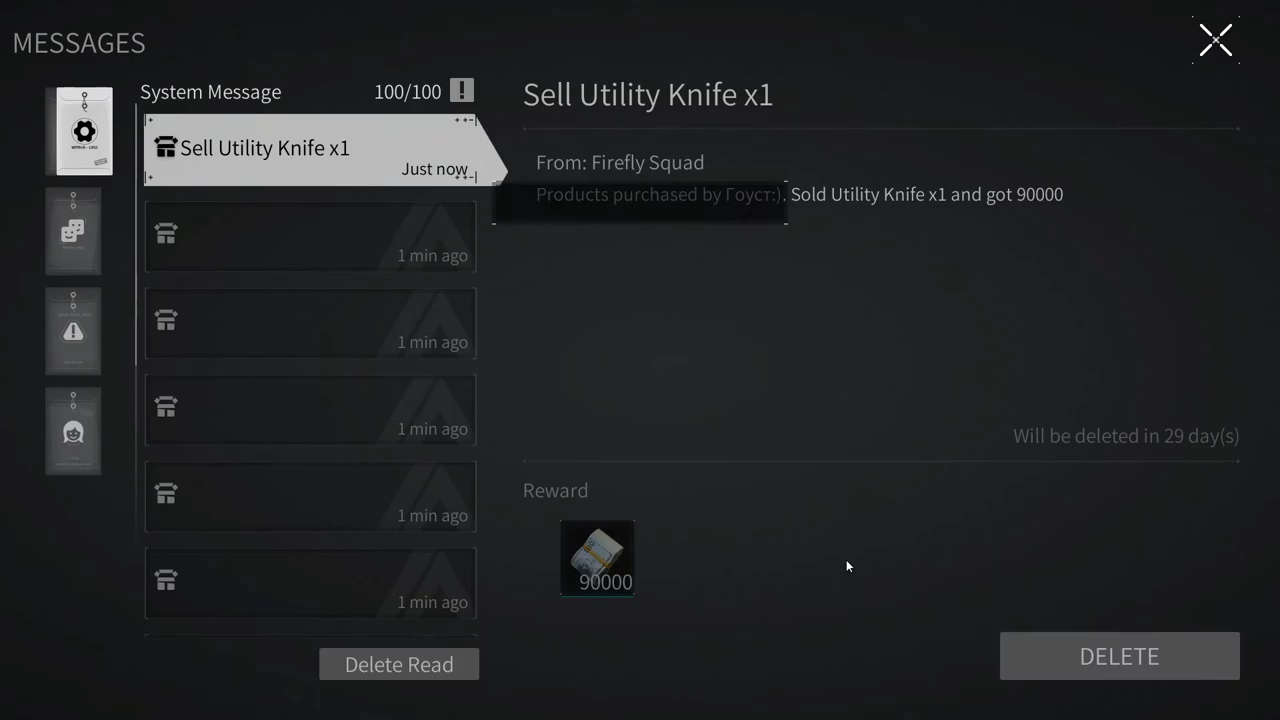 MESSAGES
System Message 100/100
Sell Utility Knife x1
Just now
1 min ago
1 min ago
1 min ago
1 min ago
1 min ago
Delete Read
Sell Utility Knife x1
From: Firefly Squad
Products purchased by Гоуст:). Sold Utility Knife x1 and got 90000
Will be deleted in 29 day(s)
Reward
90000
DELETE